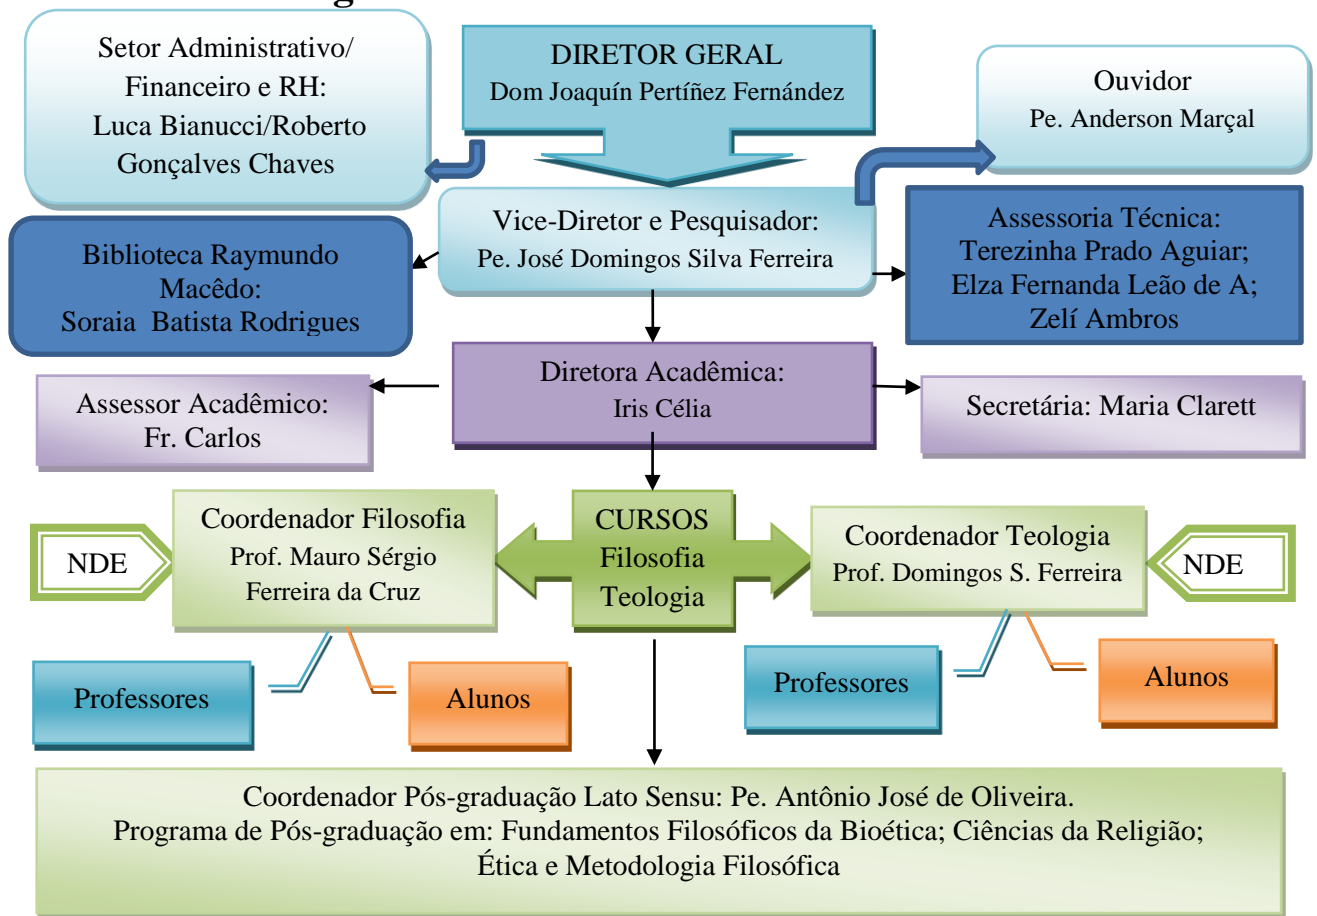 Setor Administrativo/
Financeiro e RH:
Luca Bianucci/Roberto
Gonçalves Chaves
DIRETOR GERAL
Dom Joaquín Pertíñez Fernández
Ouvidor
Pe. Anderson Marçal
Vice-Diretor e Pesquisador:
Pe. José Domingos Silva Ferreira
Biblioteca Raymundo
Macêdo:
Soraia Batista Rodrigues
Assessoria Técnica:
Terezinha Prado Aguiar;
Elza Fernanda Leão de A;
Zelí Ambros
Diretora Acadêmica:
Iris Célia
Assessor Acadêmico:
Fr. Carlos
Secretária: Maria Clarett
NDE
Coordenador Filosofia
Prof. Mauro Sérgio
Ferreira da Cruz
CURSOS
Filosofia
Teologia
Coordenador Teologia
Prof. Domingos S. Ferreira
NDE
Professores
Alunos
Professores
Alunos
Coordenador Pós-graduação Lato Sensu: Pe. Antônio José de Oliveira.
Programa de Pós-graduação em: Fundamentos Filosóficos da Bioética; Ciências da Religião;
Ética e Metodologia Filosófica